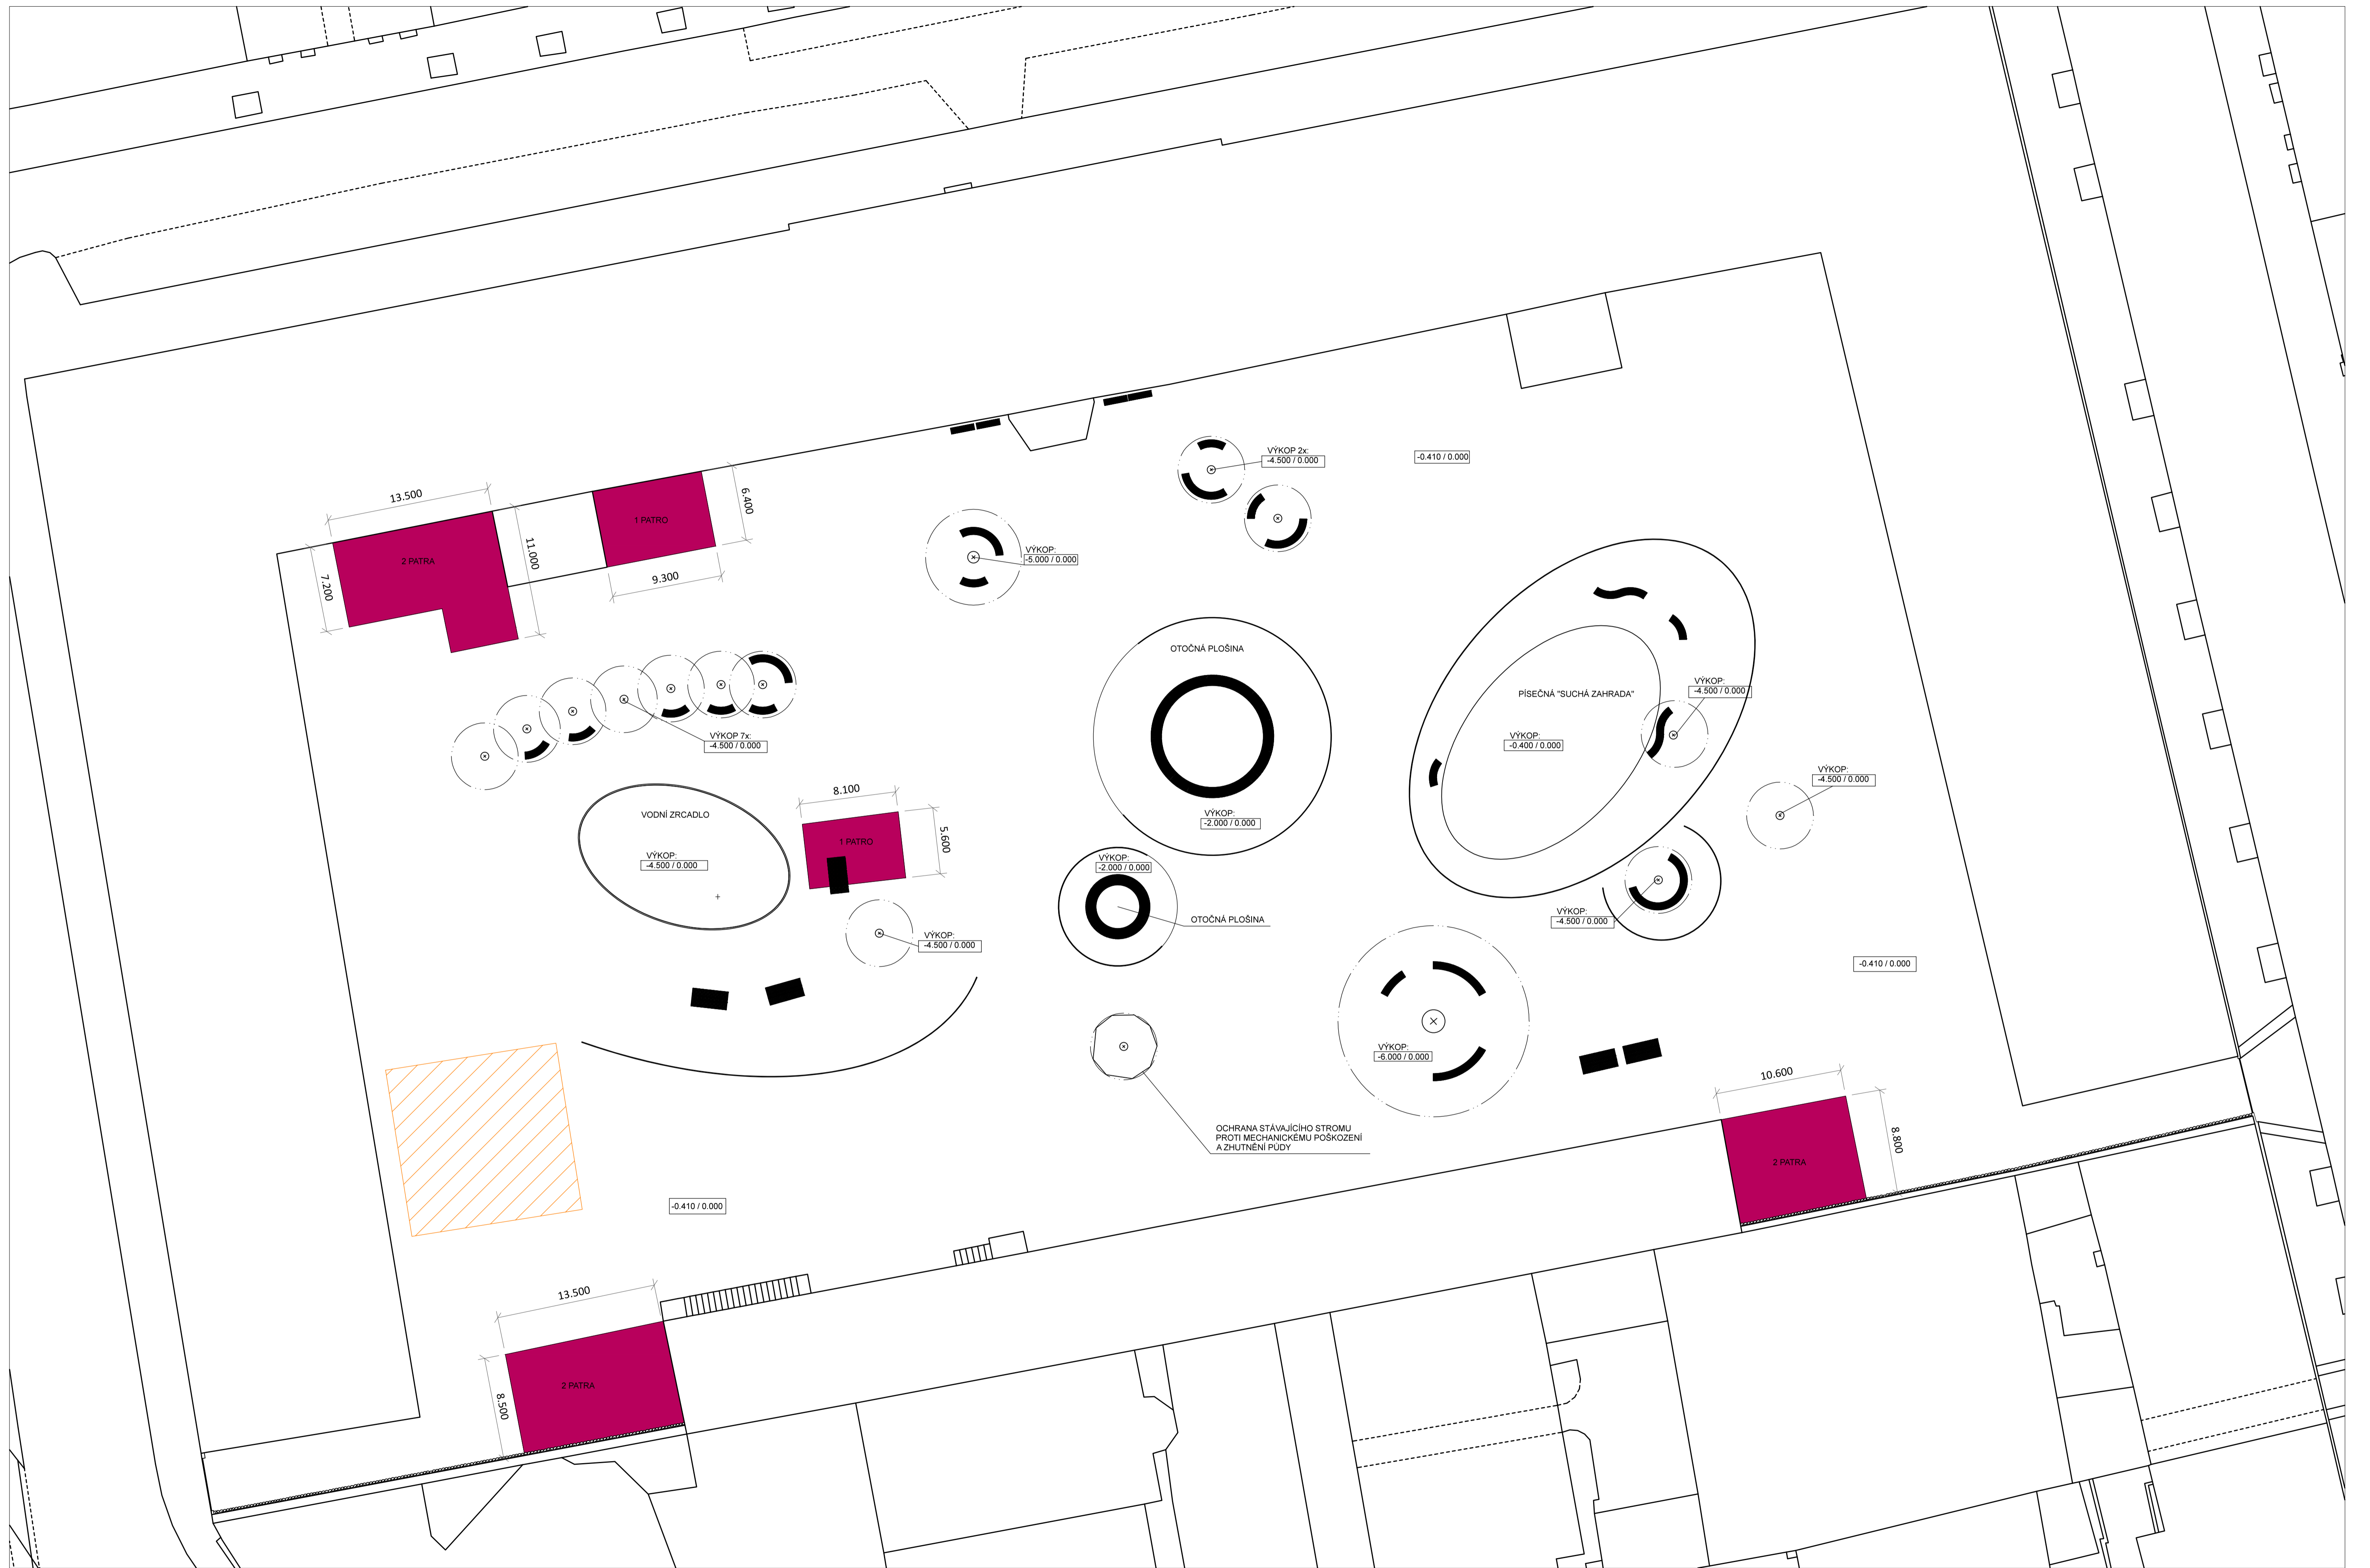 VÝKOP 2x:
-4.500 / 0.000
-0.410 / 0.000
13.500
6.400
1 PATRO
11.000
2 PATRA
7.200
9.300
VÝKOP:
-5.000 / 0.000
OTOČNÁ PLOŠINA
VÝKOP:
-2.000 / 0.000
PÍSEČNÁ "SUCHÁ ZAHRADA"
VÝKOP:
-4.500 / 0.000
VÝKOP:
-0.400 / 0.000
VÝKOP 7x:
-4.500 / 0.000
VÝKOP:
-4.500 / 0.000
8.100
5.600
1 PATRO
VODNÍ ZRCADLO
VÝKOP:
-4.500 / 0.000
VÝKOP:
-2.000 / 0.000
OTOČNÁ PLOŠINA
VÝKOP:
-4.500 / 0.000
VÝKOP:
-4.500 / 0.000
-0.410 / 0.000
VÝKOP:
-6.000 / 0.000
OCHRANA STÁVAJÍCÍHO STROMU
PROTI MECHANICKÉMU POŠKOZENÍ
A ZHUTNĚNÍ PŮDY
10.600
8.800
2 PATRA
-0.410 / 0.000
13.500
2 PATRA
8.500